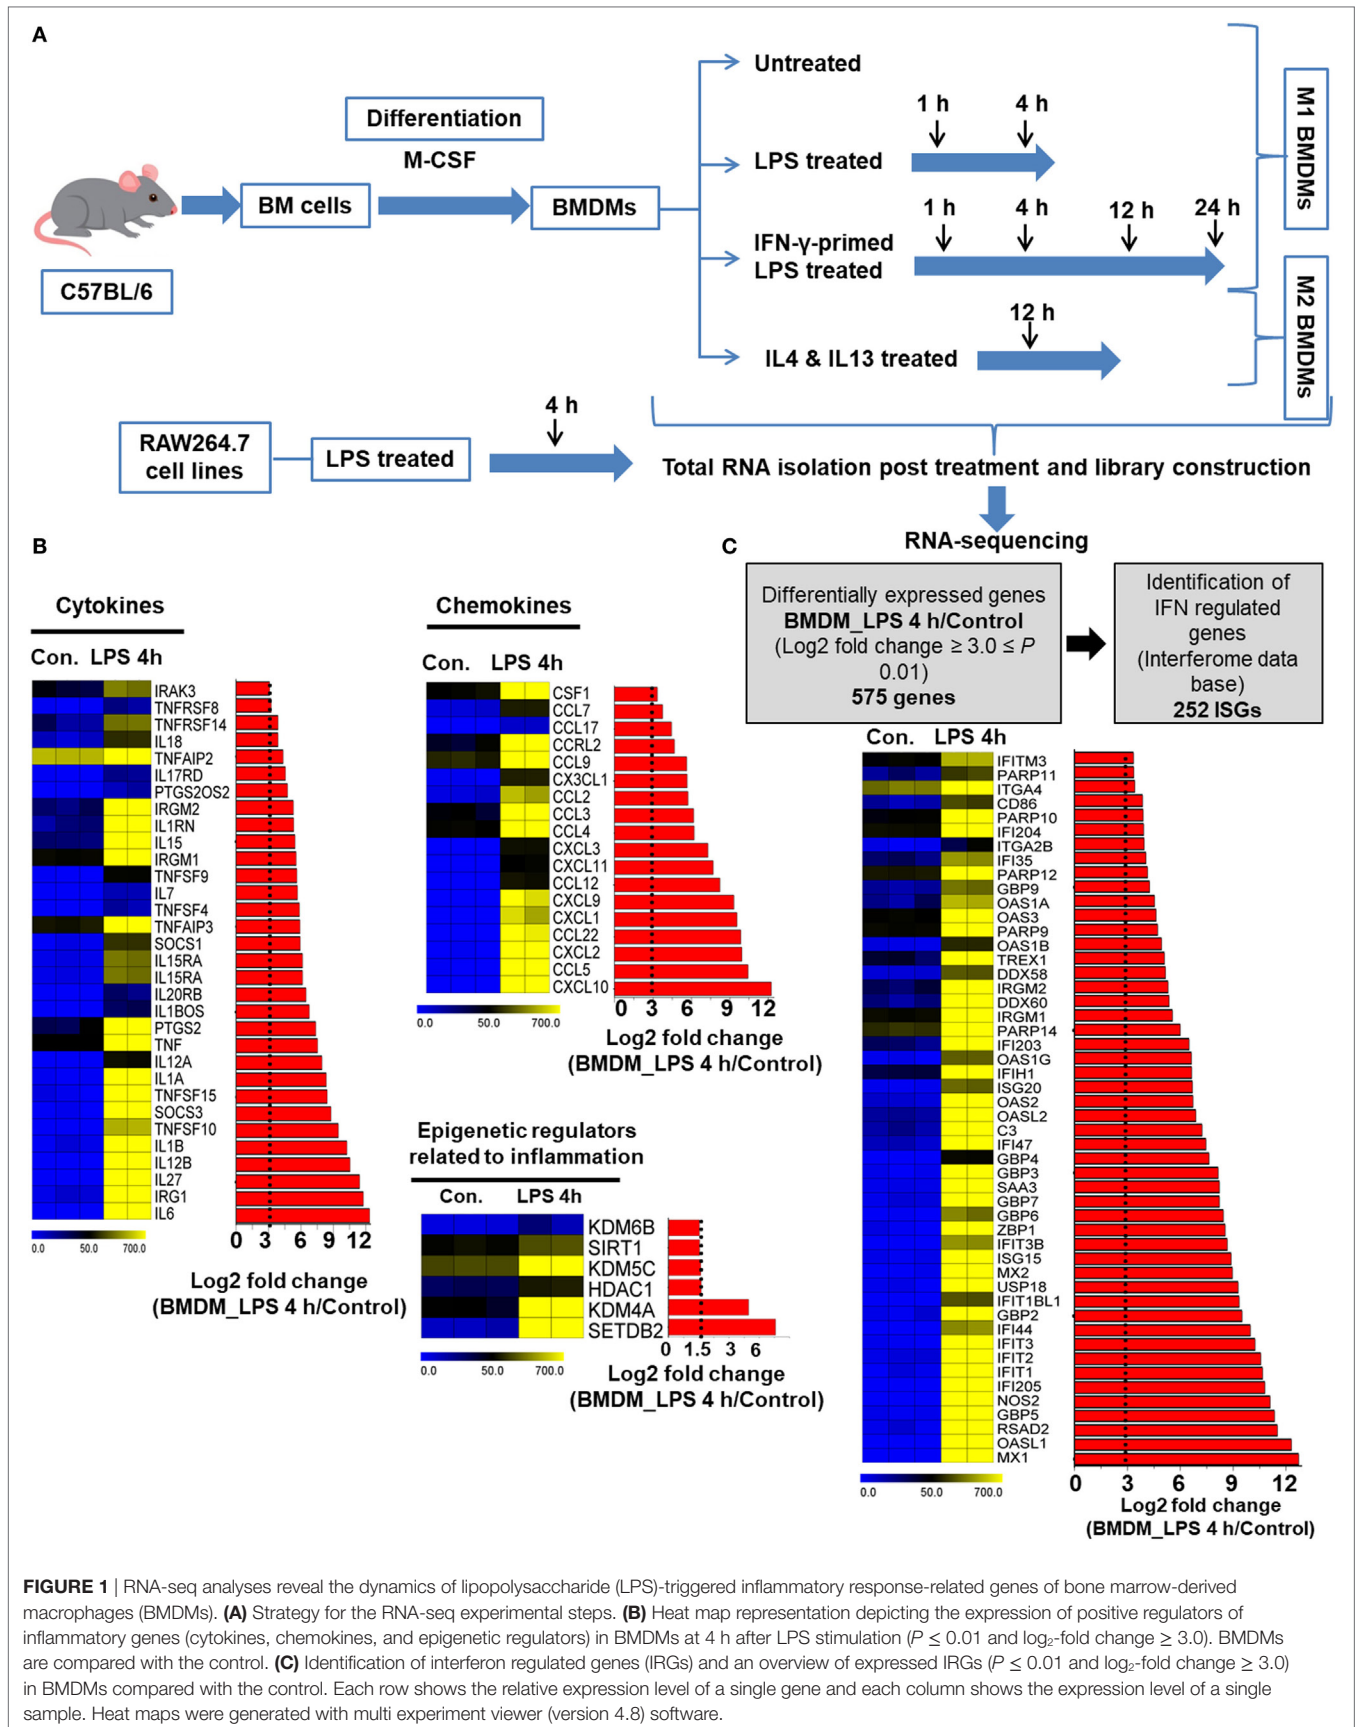 A
Untreated
Differentiation
M-CSF
1 h
4 h
LPS treated
BM cells
BMDMs
1 h
4 h
12 h
24 h
IFN-γ-primed
LPS treated
C57BL/6
12 h
IL4 & IL13 treated
M1 BMDMs
M2 BMDMs
4 h
RAW264.7
cell lines
LPS treated
Total RNA isolation post treatment and library construction
RNA-sequencing
B
Cytokines
Con. LPS 4h
IRAK3
TNFRSF8
TNFRSF14
IL18
TNFAIP2
IL17RD
PTGS2OS2
IRGM2
IL1RN
IL15
IRGM1
TNFSF9
IL7
TNFSF4
TNFAIP3
SOCS1
IL15RA
IL15RA
IL20RB
IL1BOS
PTGS2
TNF
IL12A
IL1A
TNFSF15
SOCS3
TNFSF10
IL1B
IL12B
IL27
IRG1
IL6
0.0 50.0 700.0
0 3 6 9 12
Log2 fold change
(BMDM_LPS 4 h/Control)
Chemokines
Con. LPS 4h
CSF1
CCL7
CCL17
CCRL2
CCL9
CX3CL1
CCL2
CCL3
CCL4
CXCL3
CXCL11
CCL12
CXCL9
CXCL1
CCL22
CXCL2
CCL5
CXCL10
0.0 50.0 700.0
0 3 6 9 12
Log2 fold change
(BMDM_LPS 4 h/Control)
Epigenetic regulators
related to inflammation
Con. LPS 4h
KDM6B
SIRT1
KDM5C
HDAC1
KDM4A
SETDB2
0.0 50.0 700.0
0 1.5 3 6
Log2 fold change
(BMDM_LPS 4 h/Control)
C
Differentially expressed genes
BMDM_LPS 4 h/Control
(Log2 fold change ≥ 3.0 ≤ P
0.01)
575 genes
Identification of
IFN regulated
genes
(Interferome data
base)
252 ISGs
Con. LPS 4h
IFITM3
PARP11
ITGA4
CD86
PARP10
IFI204
ITGA2B
IFI35
PARP12
GBP9
OAS1A
OAS3
PARP9
OAS1B
TREX1
DDX58
IRGM2
DDX60
IRGM1
PARP14
IFI203
OAS1G
IFIH1
ISG20
OAS2
OASL2
C3
IFI47
GBP4
GBP3
SAA3
GBP7
GBP6
ZBP1
IFIT3B
ISG15
MX2
USP18
IFIT1BL1
GBP2
IFI44
IFIT3
IFIT2
IFIT1
IFI205
NOS2
GBP5
RSAD2
OASL1
MX1
0.0 50.0 700.0
0 3 6 9 12
Log2 fold change
(BMDM_LPS 4 h/Control)
FIGURE 1 | RNA-seq analyses reveal the dynamics of lipopolysaccharide (LPS)-triggered inflammatory response-related genes of bone marrow-derived
macrophages (BMDMs). (A) Strategy for the RNA-seq experimental steps. (B) Heat map representation depicting the expression of positive regulators of
inflammatory genes (cytokines, chemokines, and epigenetic regulators) in BMDMs at 4 h after LPS stimulation (P ≤ 0.01 and log₂-fold change ≥ 3.0). BMDMs
are compared with the control. (C) Identification of interferon regulated genes (IRGs) and an overview of expressed IRGs (P ≤ 0.01 and log₂-fold change ≥ 3.0)
in BMDMs compared with the control. Each row shows the relative expression level of a single gene and each column shows the expression level of a single
sample. Heat maps were generated with multi experiment viewer (version 4.8) software.